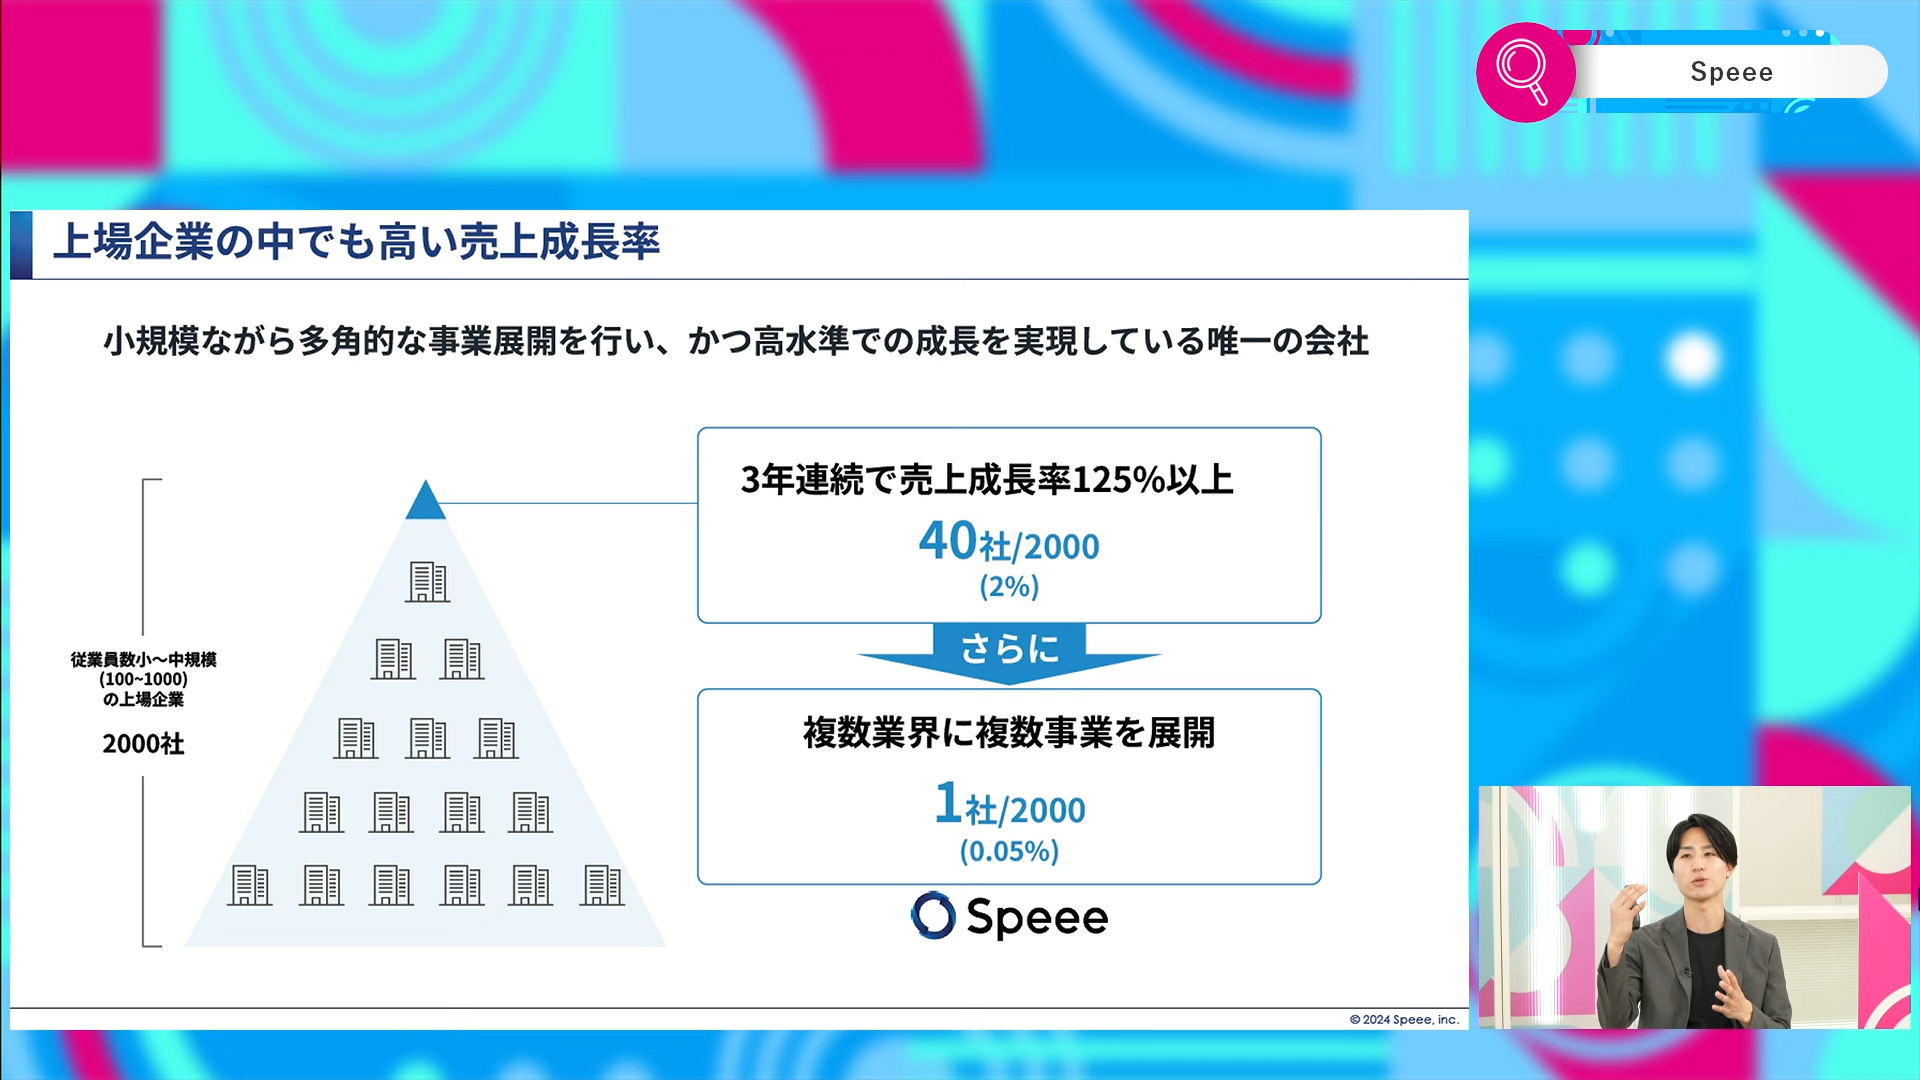 Speee
上場企業の中でも高い売上成長率
小規模ながら多角的な事業展開を行い、かつ高水準での成長を実現している唯一の会社
従業員数小〜中規模
(100~1000)
の上場企業
2000社
3年連続で売上成長率125%以上
40社/2000
(2%)
さらに
複数業界に複数事業を展開
1社/2000
(0.05%)
Speee
© 2024 Speee, inc.